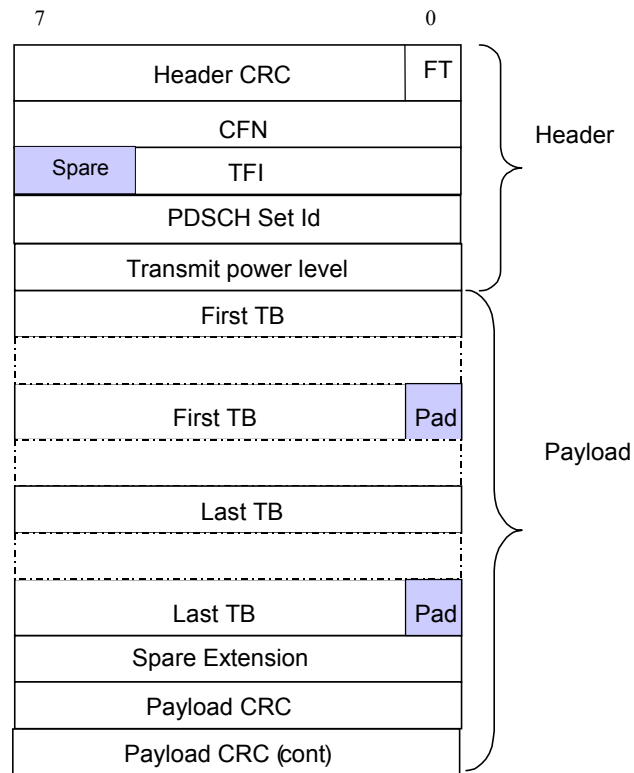 7 0
Header CRC FT
CFN
Spare TFI
PDSCH Set Id
Transmit power level
Header
First TB
First TB Pad
Last TB
Last TB Pad
Spare Extension
Payload CRC
Payload CRC (cont)
Payload